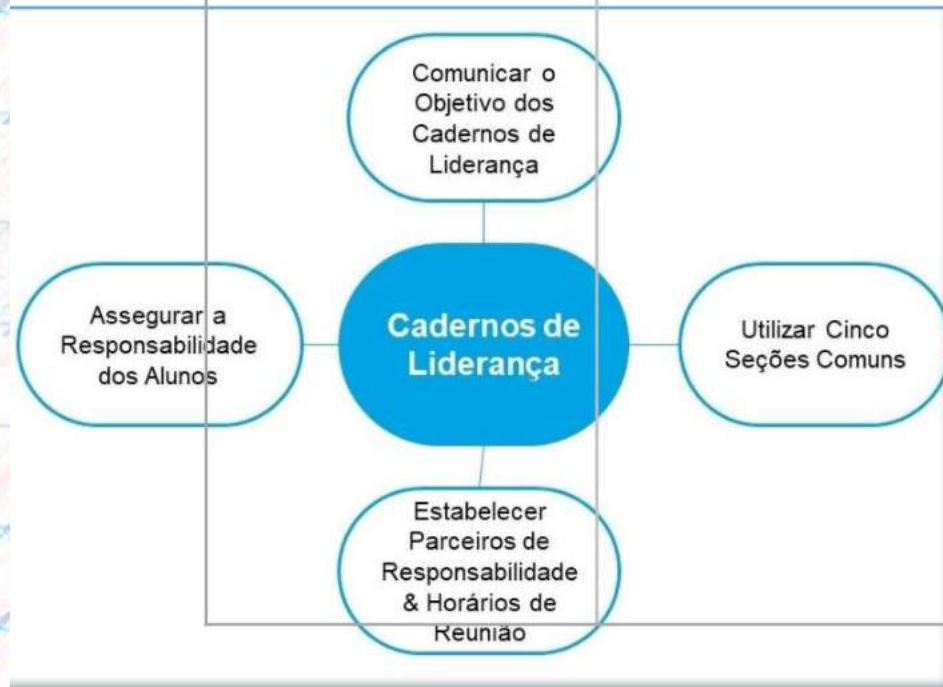 Comunicar o
Objetivo dos
Cadernos de
Liderança
Assegurar a
Responsabilidade
dos Alunos
Cadernos de
Liderança
Utilizar Cinco
Seções Comuns
Estabelecer
Parceiros de
Responsabilidade
& Horários de
Reunião